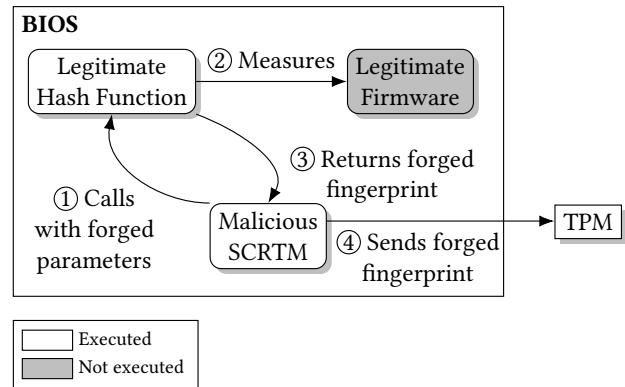 BIOS
Legitimate
Hash Function
② Measures
Legitimate
Firmware
③ Returns forged
fingerprint
① Calls
with forged
parameters
Malicious
SCRTM
④ Sends forged
fingerprint
TPM
Executed
Not executed